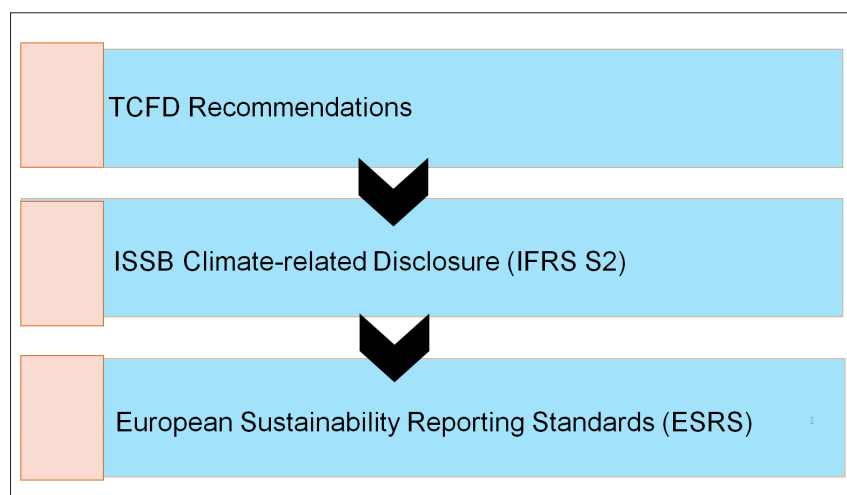 TCFD Recommendations
ISSB Climate-related Disclosure (IFRS S2)
European Sustainability Reporting Standards (ESRS)
1